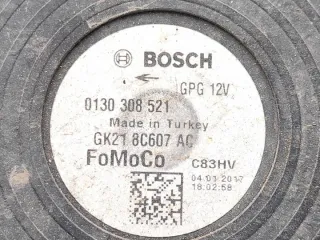 BOSCH
GPG 12V
0130 308 521
Made in Turkey
GK21 8C607 AC
FoMoCo
C83HV
04.01.2017
18.02.58